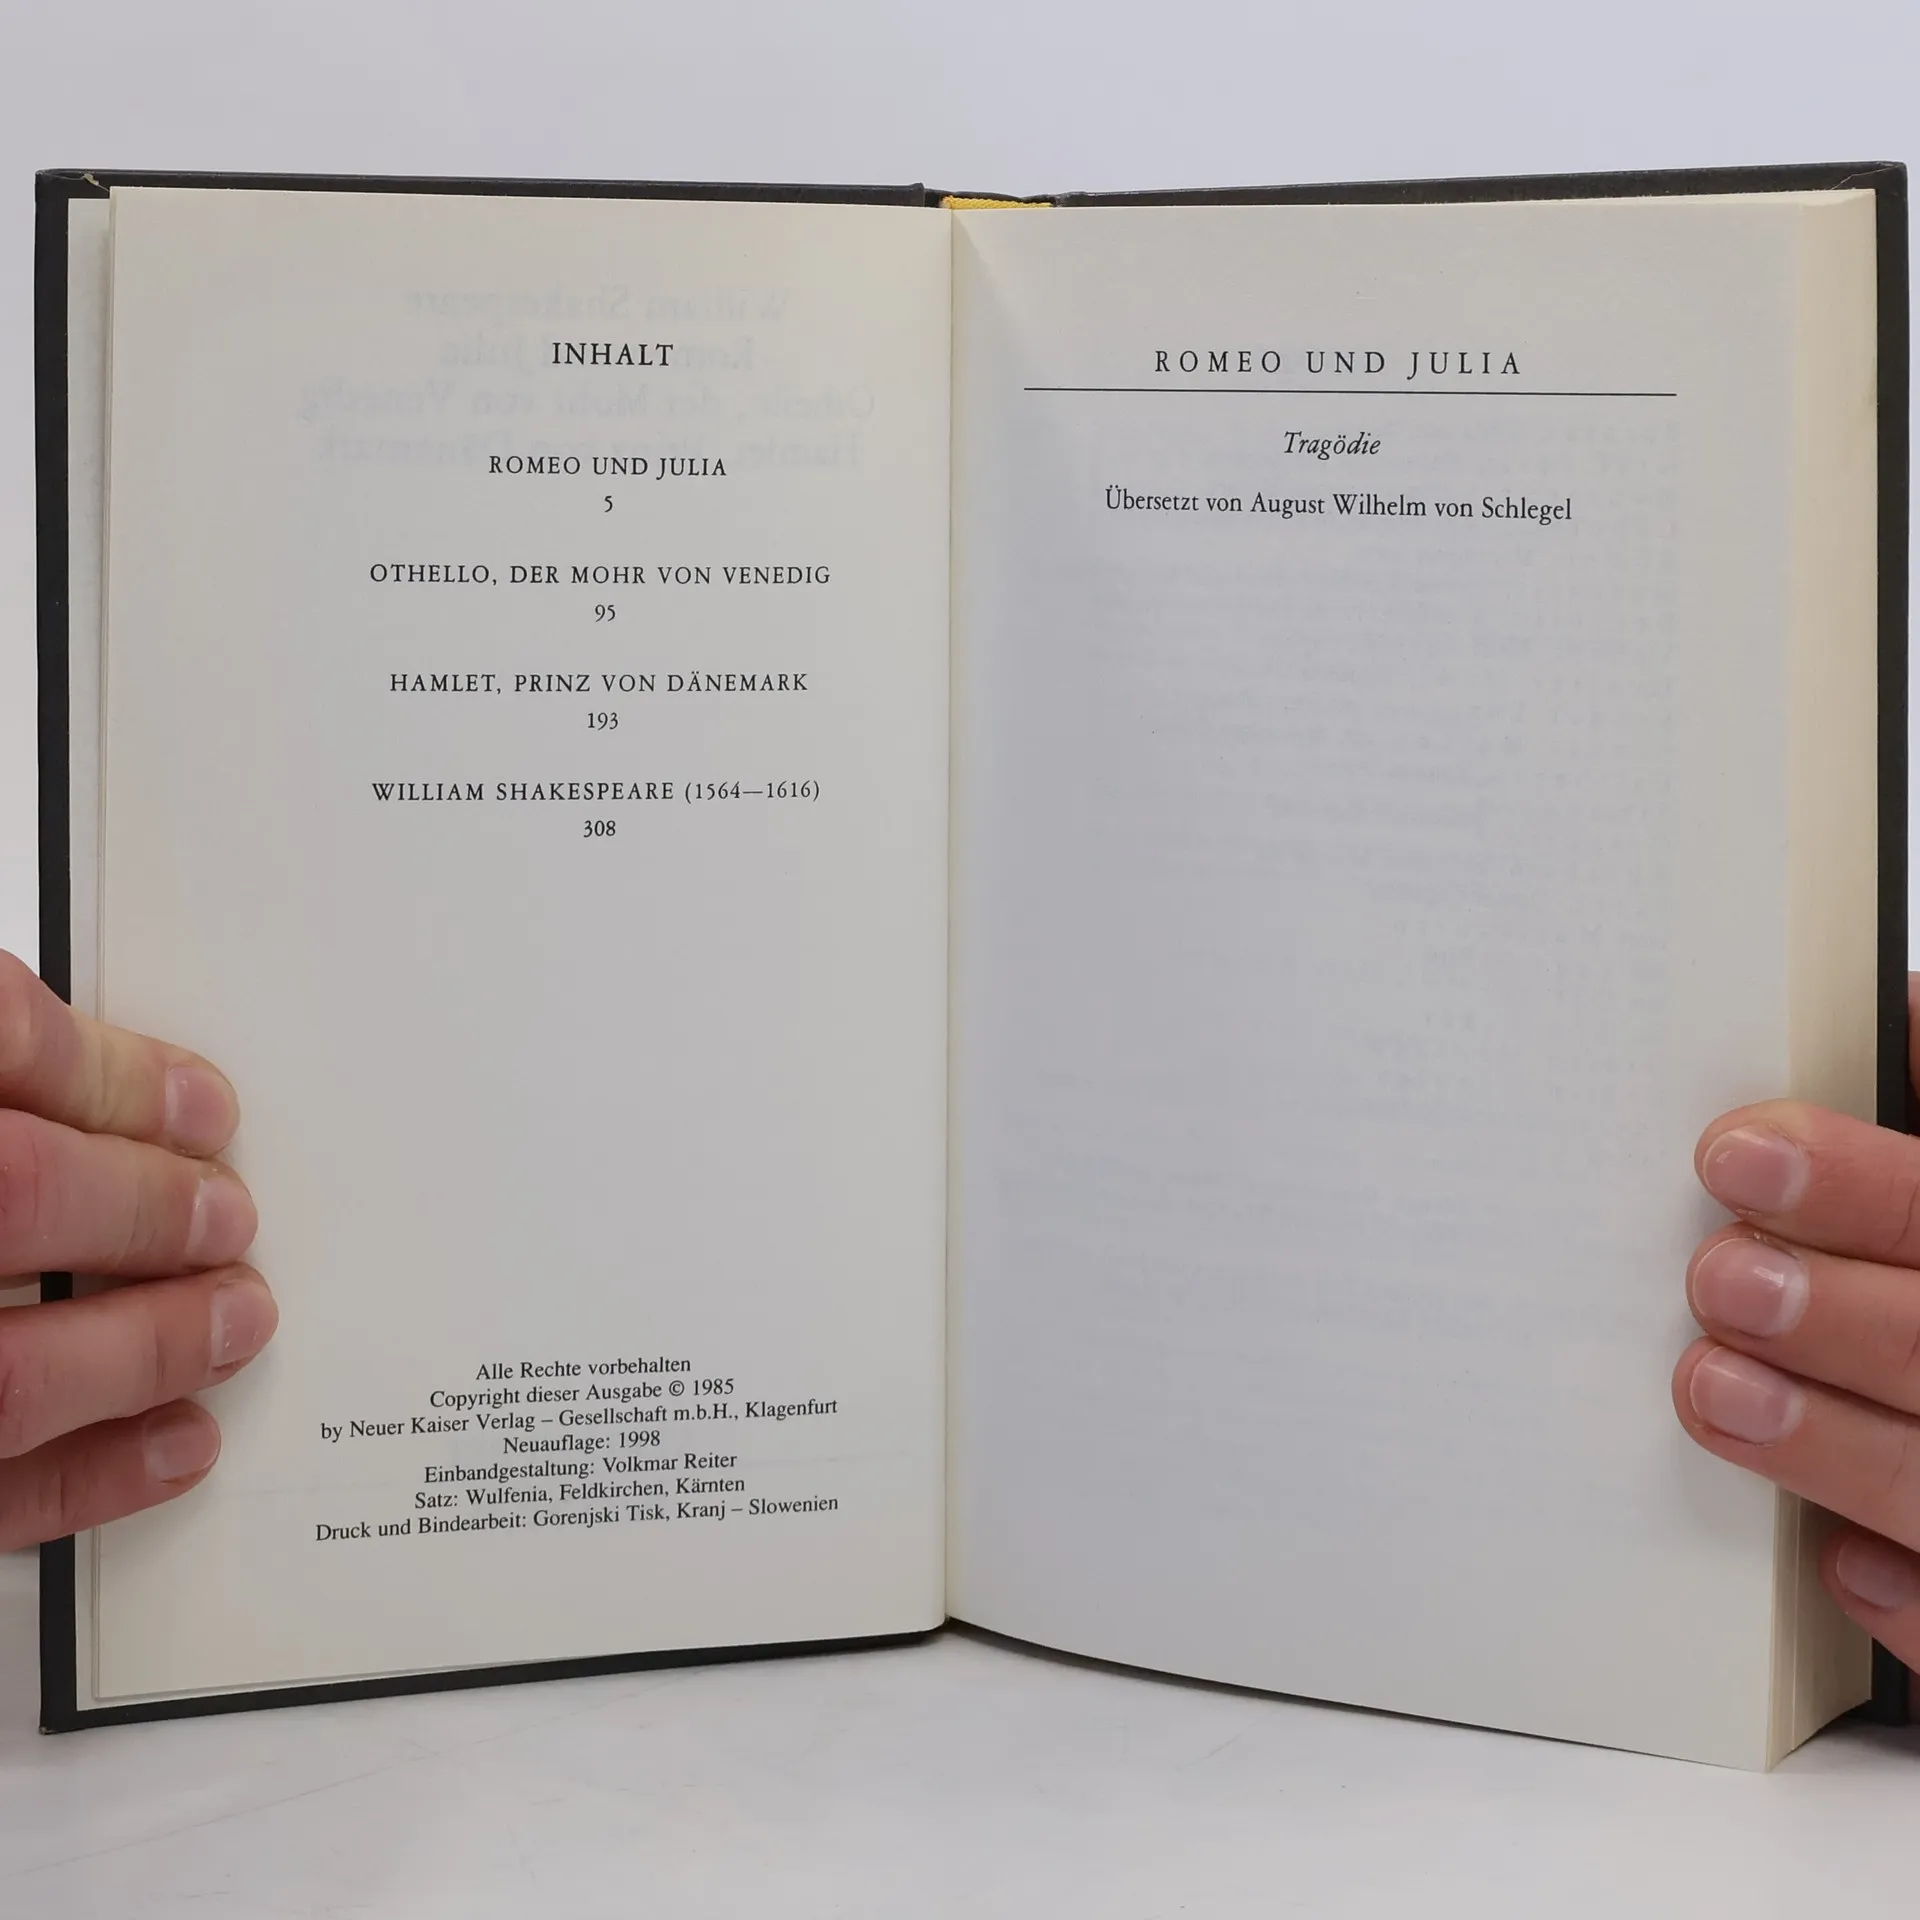 INHALT
ROMEO UND JULIA
5
OTHELLO, DER MOHR VON VENEDIG
95
HAMLET, PRINZ VON DÄNEMARK
193
WILLIAM SHAKESPEARE (1564—1616)
308
Alle Rechte vorbehalten
Copyright dieser Ausgabe © 1985
by Neuer Kaiser Verlag – Gesellschaft m.b.H., Klagenfurt
Neuauflage: 1998
Einbandgestaltung: Volkmar Reiter
Satz: Wulfenia, Feldkirchen, Kärnten
Druck und Bindearbeit: Gorenjski Tisk, Kranj – Slowenien
ROMEO UND JULIA
Tragödie
Übersetzt von August Wilhelm von Schlegel